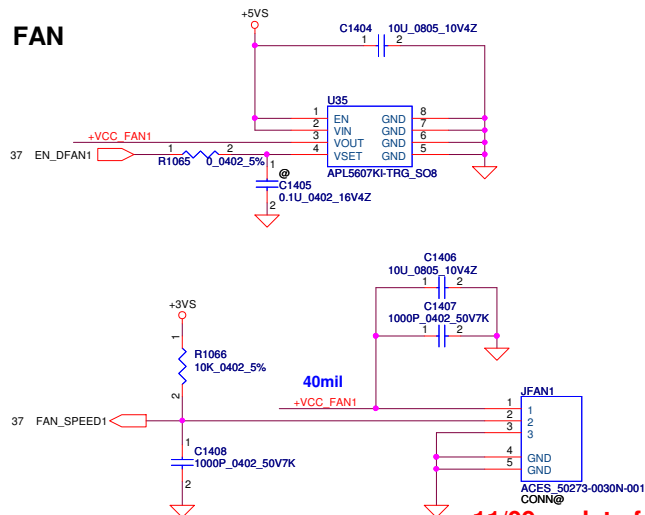 FAN
+5VS
C1404 10U_0805_10V4Z
1 2
U35
1 EN GND 8
2 VIN GND 7
3 VOUT GND 6
4 VSET GND 5
APL5607KI-TRG_SO8
+VCC_FAN1
37 EN_DFAN1
1 2
R1065 0_0402_5%
@
1
C1405
0.1U_0402_16V4Z
2
C1406
10U_0805_10V4Z
1 2
C1407
1000P_0402_50V7K
1 2
+3VS
1
R1066
10K_0402_5%
2
40mil
+VCC_FAN1
JFAN1
1 1
2 2
3 3
4 GND
5 GND
ACES_50273-0030N-001
CONN@
37 FAN_SPEED1
1
C1408
1000P_0402_50V7K
2